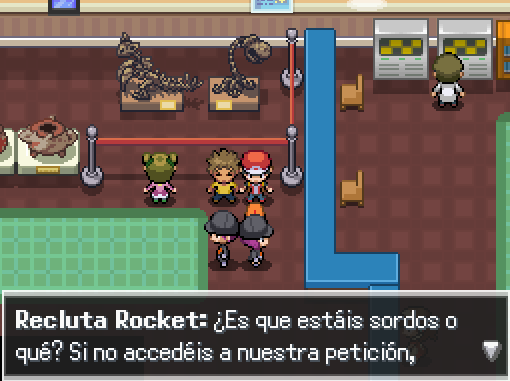 Recluta Rocket: ¿Es que estáis sordos o
qué? Si no accedéis a nuestra petición,